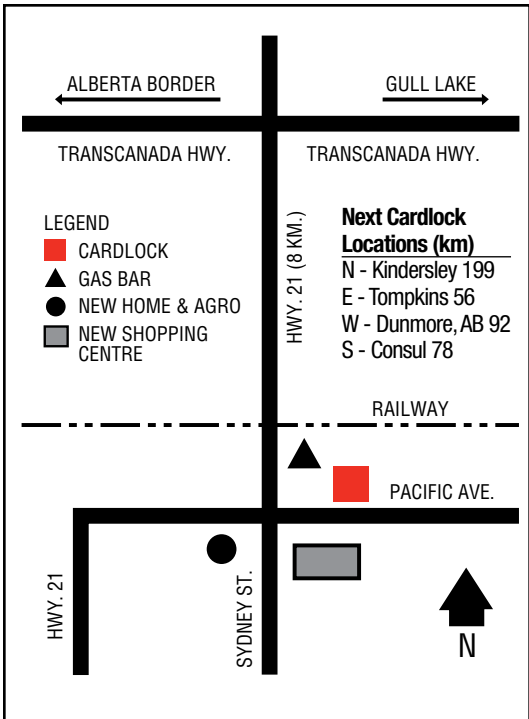 ALBERTA BORDER
GULL LAKE
TRANSCANADA HWY.
TRANSCANADA HWY.
LEGEND
CARDLOCK
GAS BAR
NEW HOME & AGRO
NEW SHOPPING
CENTRE
HWY. 21 (8 KM.)
Next Cardlock
Locations (km)
N - Kindersley 199
E - Tompkins 56
W - Dunmore, AB 92
S - Consul 78
RAILWAY
PACIFIC AVE.
HWY. 21
SYDNEY ST.
N